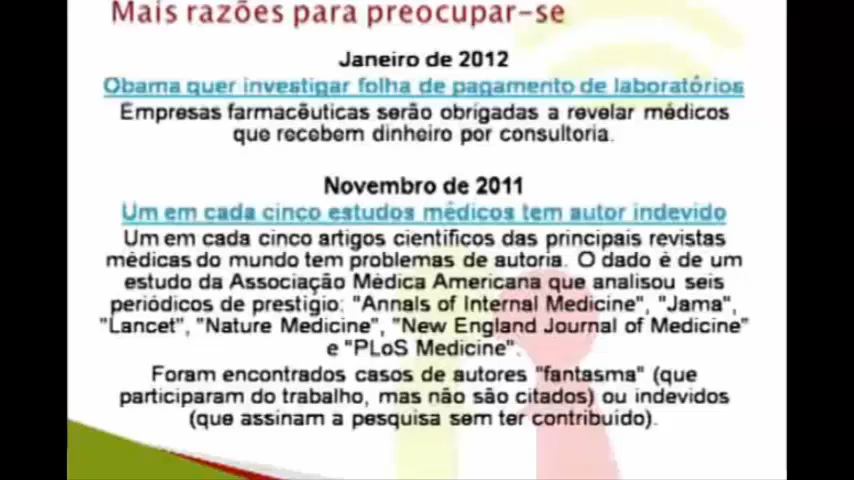 Mais razões para preocupar-se
Janeiro de 2012
Obama quer investigar folha de pagamento de laboratórios
Empresas farmacêuticas serão obrigadas a revelar médicos
que recebem dinheiro por consultoria.
Novembro de 2011
Um em cada cinco estudos médicos tem autor indevido
Um em cada cinco artigos científicos das principais revistas
médicas do mundo tem problemas de autoria. O dado é de um
estudo da Associação Médica Americana que analisou seis
periódicos de prestígio: "Annals of Internal Medicine", "Jama",
"Lancet", "Nature Medicine", "New England Journal of Medicine"
e "PLoS Medicine".
Foram encontrados casos de autores "fantasma" (que
participaram do trabalho, mas não são citados) ou indevidos
(que assinam a pesquisa sem ter contribuído).